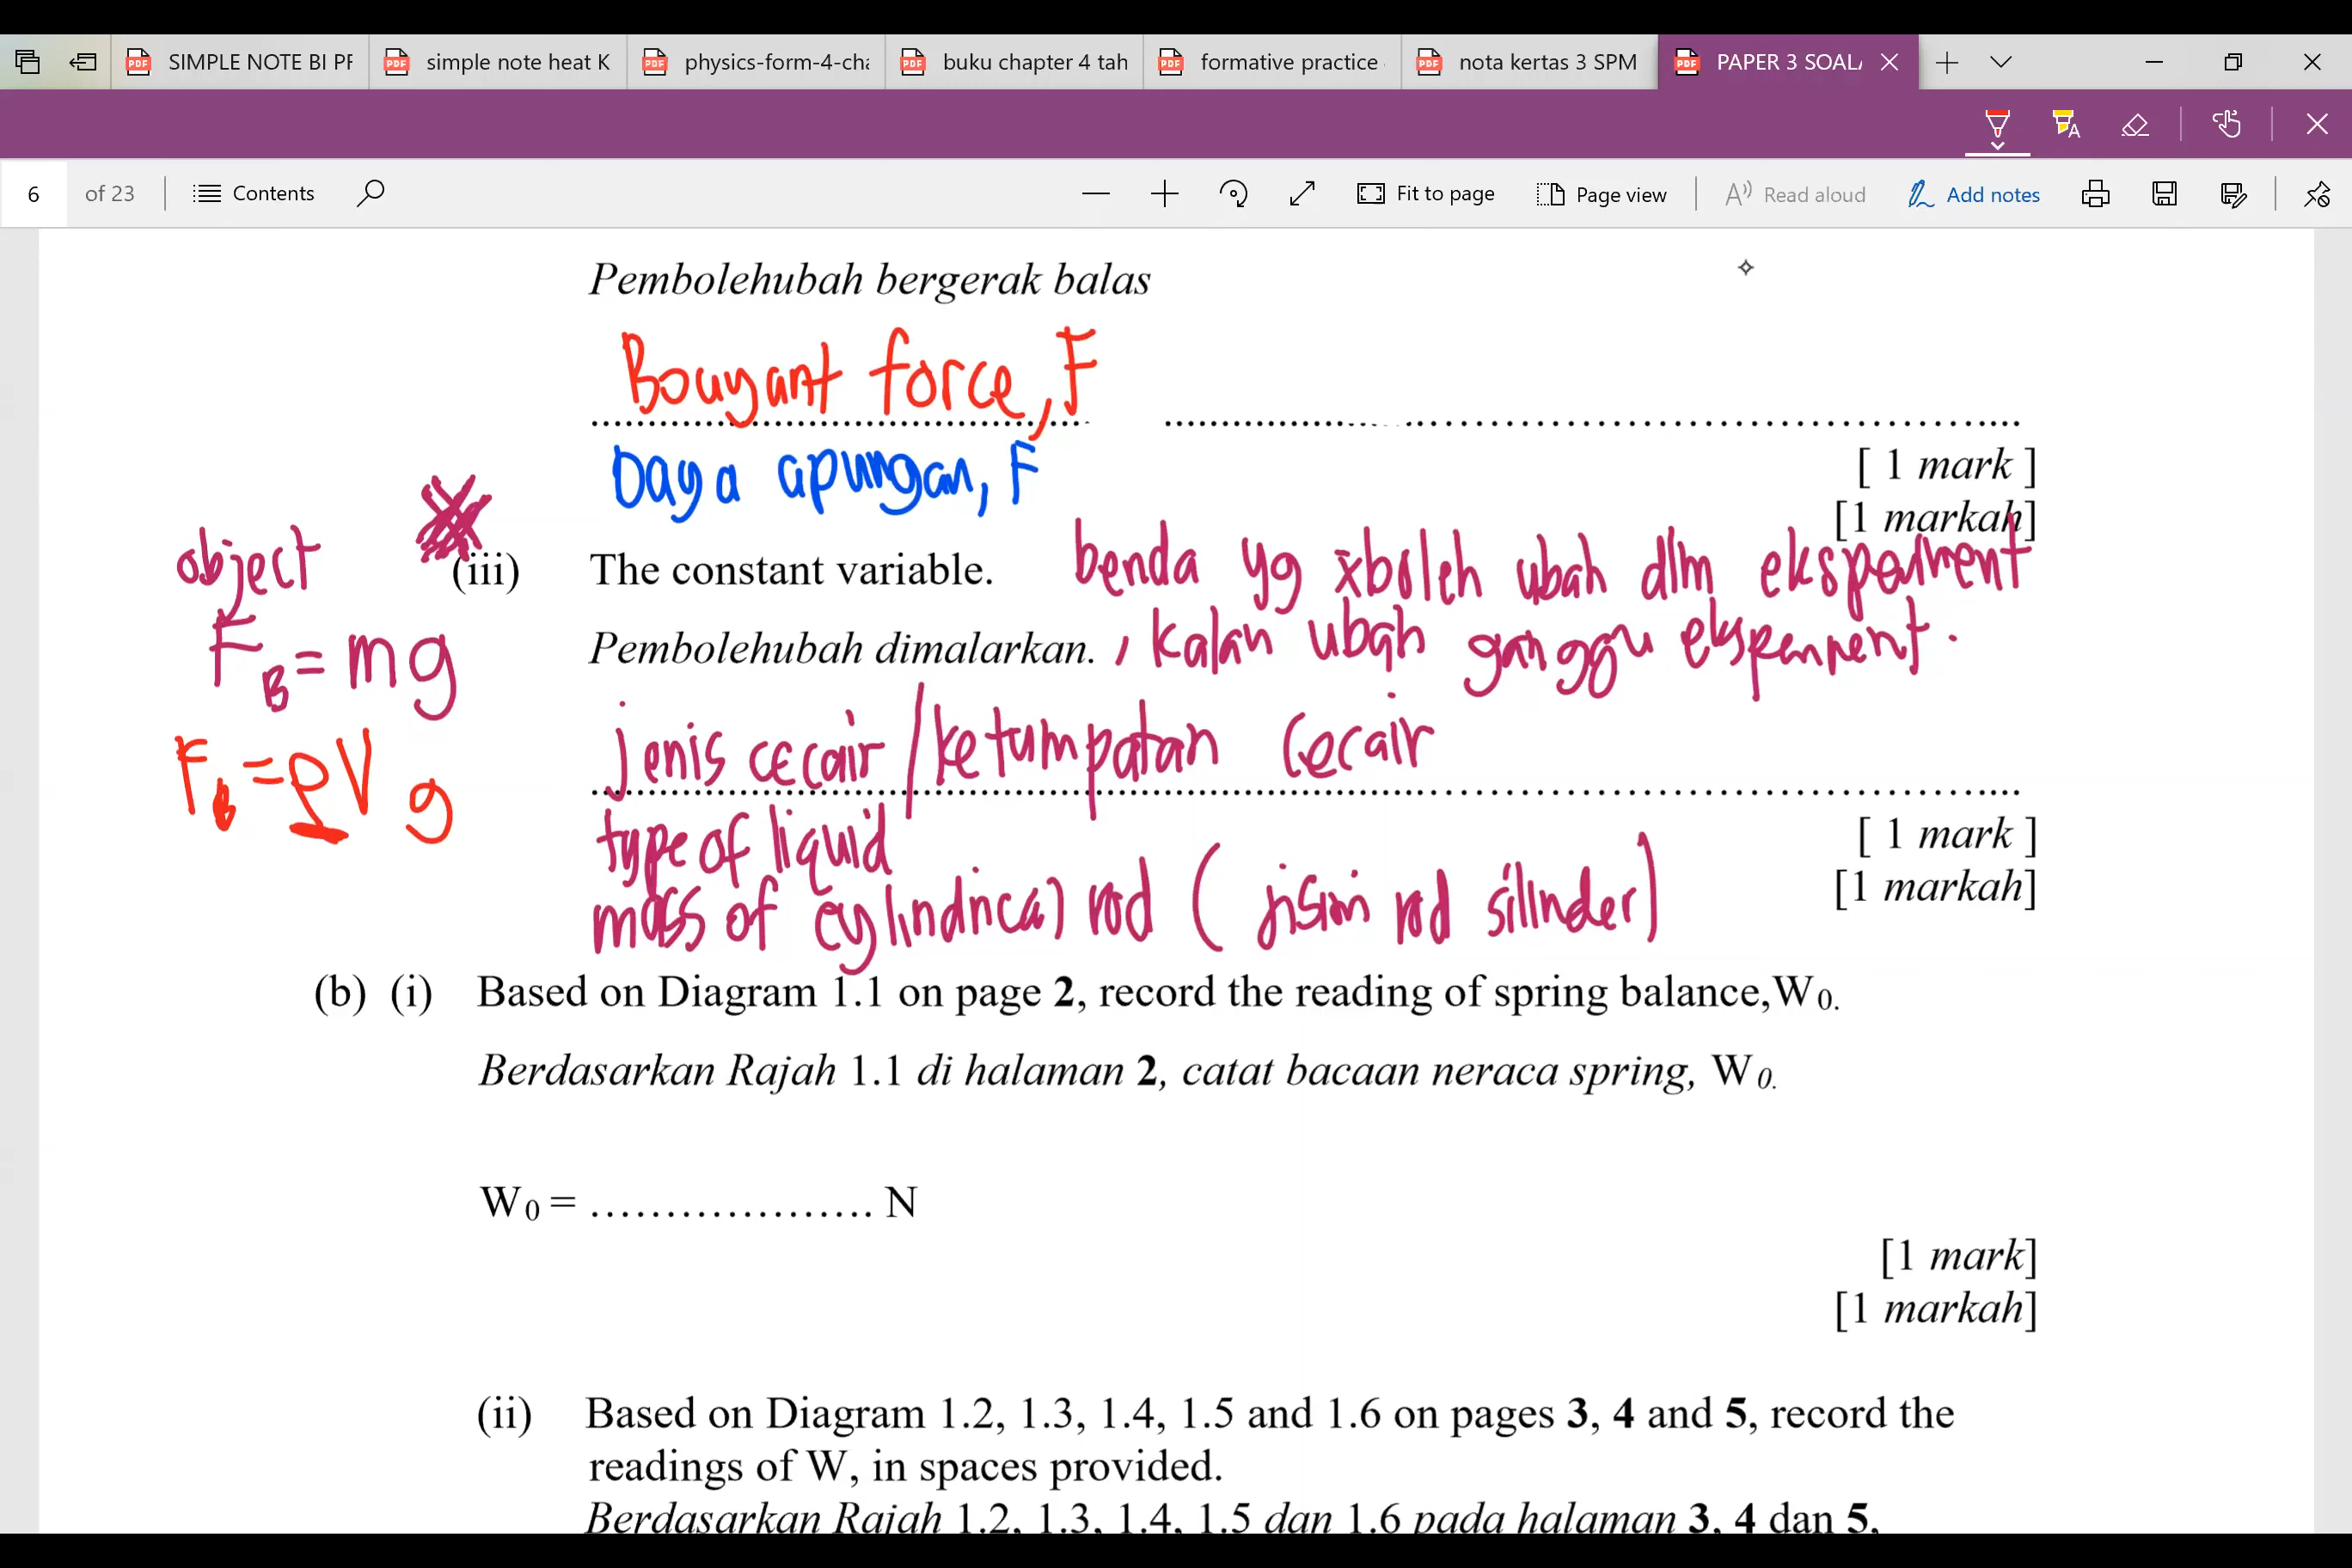 SIMPLE NOTE BI PF simple note heat K physics-form-4-cha buku chapter 4 tah formative practice nota kertas 3 SPM PAPER 3 SOAL
6 of 23 Contents Fit to page Page view Read aloud Add notes
Pembolehubah bergerak balas
Bouyant force, F
Daya apungan, F
[ 1 mark ]
[1 markah]
object
(iii) The constant variable. benda yg xboleh ubah dlm eksperiment
Pembolehubah dimalarkan. , kalau ubah ganggu eksperiment.
FB = mg
jenis cecair / ketumpatan cecair
FB = ρVg
type of liquid
[ 1 mark ]
mass of cylindrical rod ( jisim rod silinder)
[1 markah]
(b) (i) Based on Diagram 1.1 on page 2, record the reading of spring balance,W0.
Berdasarkan Rajah 1.1 di halaman 2, catat bacaan neraca spring, W0.
W0 = ................... N
[1 mark]
[1 markah]
(ii) Based on Diagram 1.2, 1.3, 1.4, 1.5 and 1.6 on pages 3, 4 and 5, record the
readings of W, in spaces provided.
Berdasarkan Rajah 1.2, 1.3, 1.4, 1.5 dan 1.6 pada halaman 3, 4 dan 5,